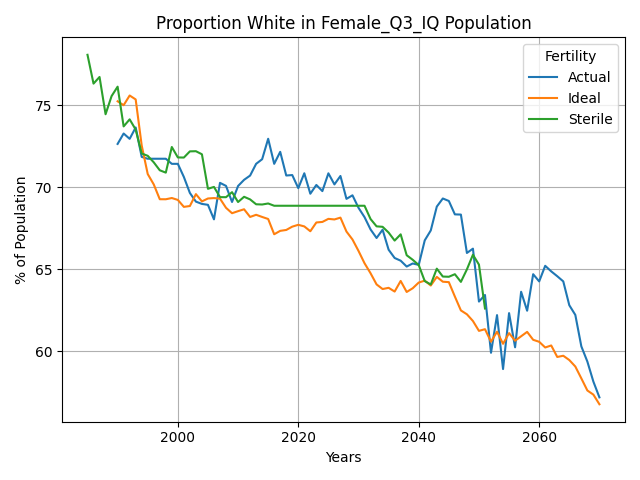 Proportion White in Female_Q3_IQ Population
% of Population
75
70
65
60
Fertility
Actual
Ideal
Sterile
2000
2020
2040
2060
Years